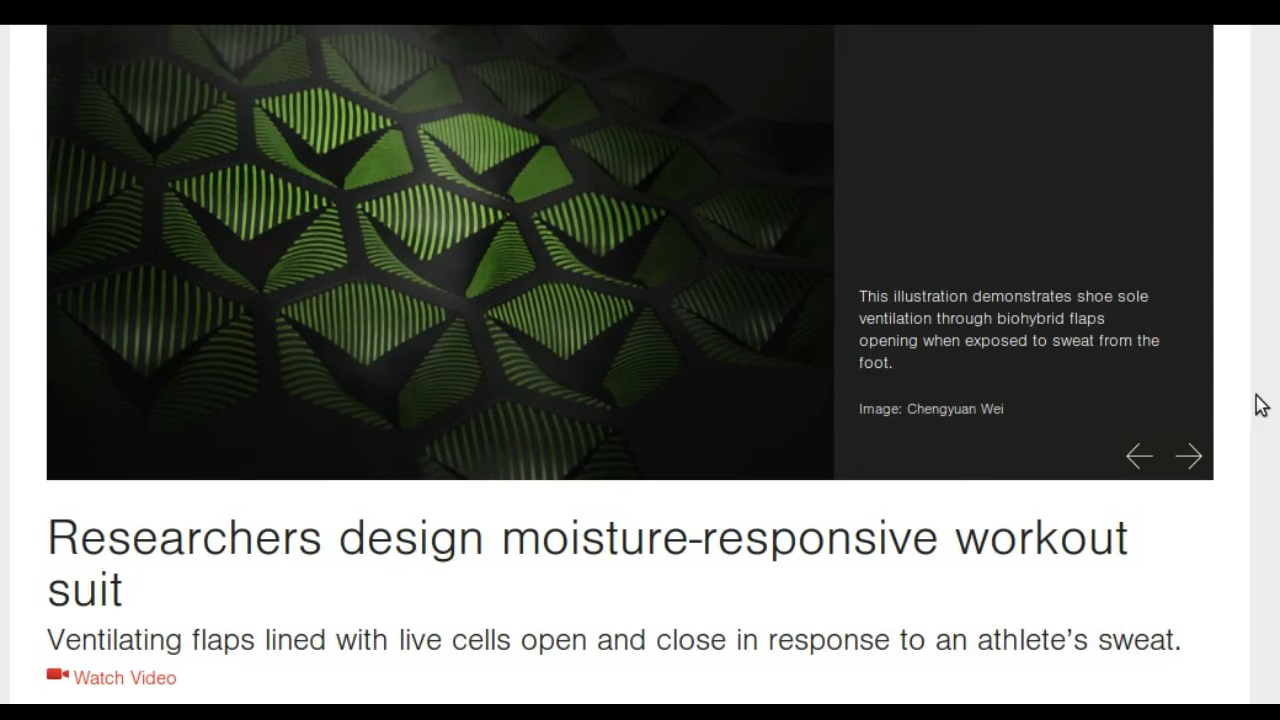 This illustration demonstrates shoe sole
ventilation through biohybrid flaps
opening when exposed to sweat from the
foot.
Image: Chengyuan Wei
Researchers design moisture-responsive workout
suit
Ventilating flaps lined with live cells open and close in response to an athlete’s sweat.
Watch Video